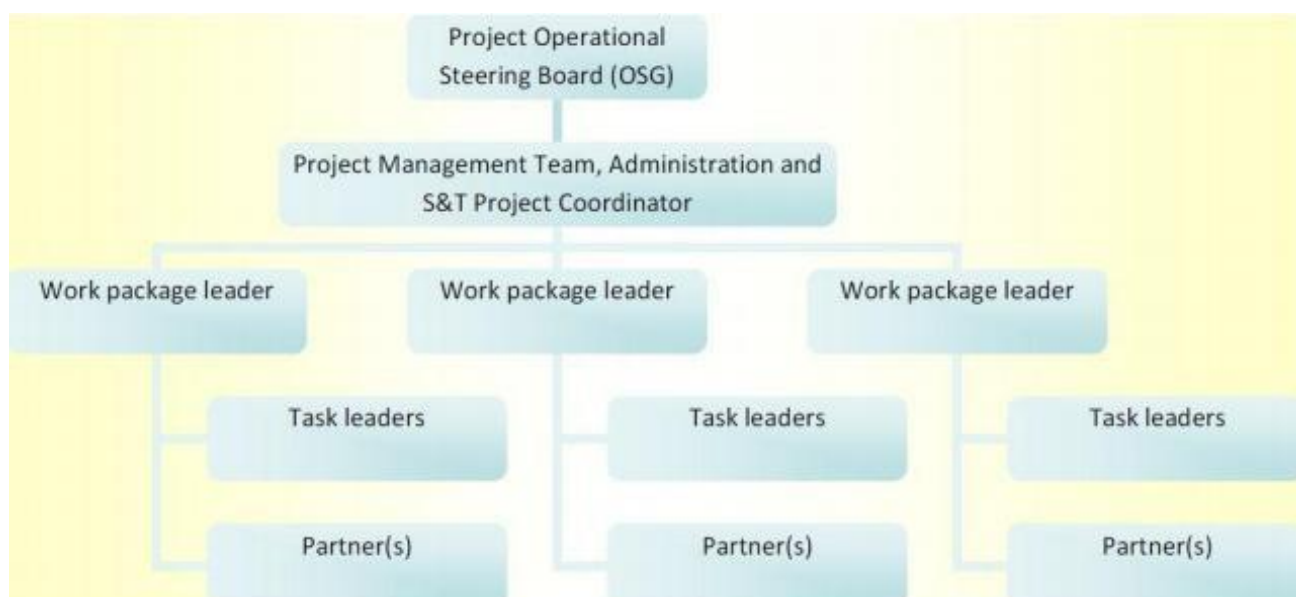 Project Operational
Steering Board (OSG)
Project Management Team, Administration and
S&T Project Coordinator
Work package leader
Work package leader
Work package leader
Task leaders
Task leaders
Task leaders
Partner(s)
Partner(s)
Partner(s)